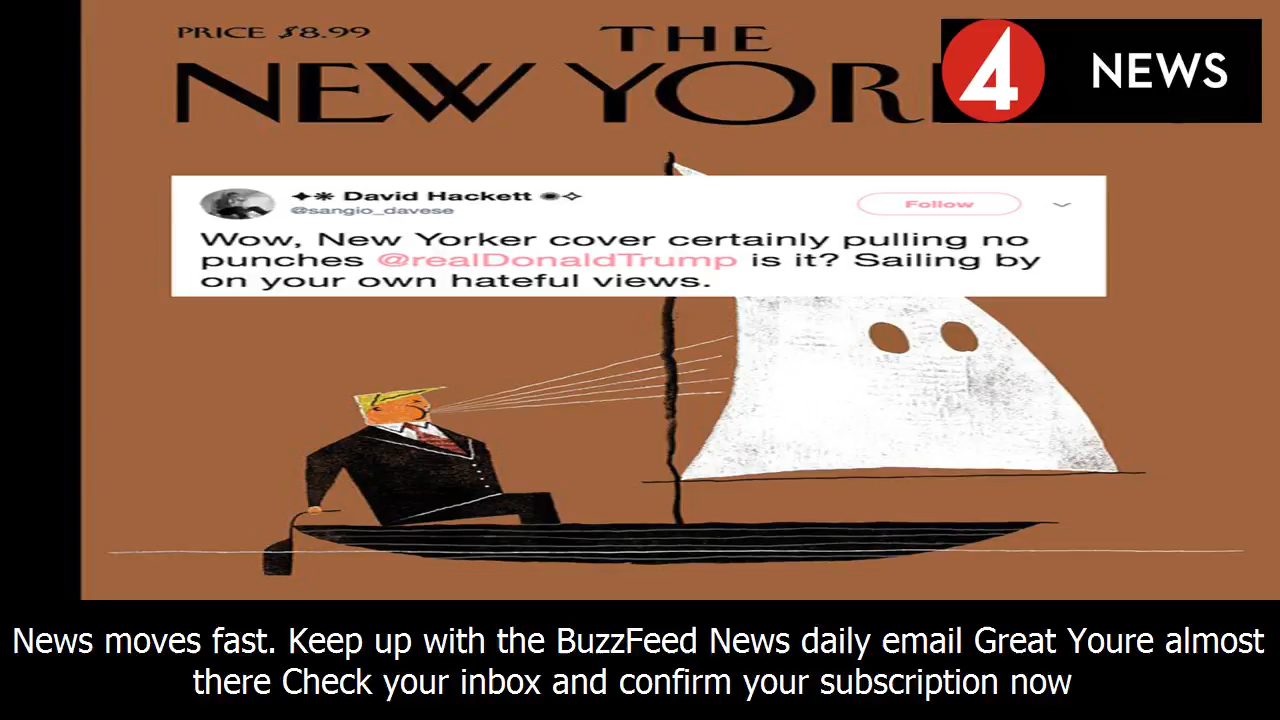 PRICE $8.99
THE
NEW YOR
4 NEWS
✦✳ David Hackett ✺✧
@sangio_davese
Follow
Wow, New Yorker cover certainly pulling no
punches @realDonaldTrump is it? Sailing by
on your own hateful views.
News moves fast. Keep up with the BuzzFeed News daily email Great Youre almost
there Check your inbox and confirm your subscription now